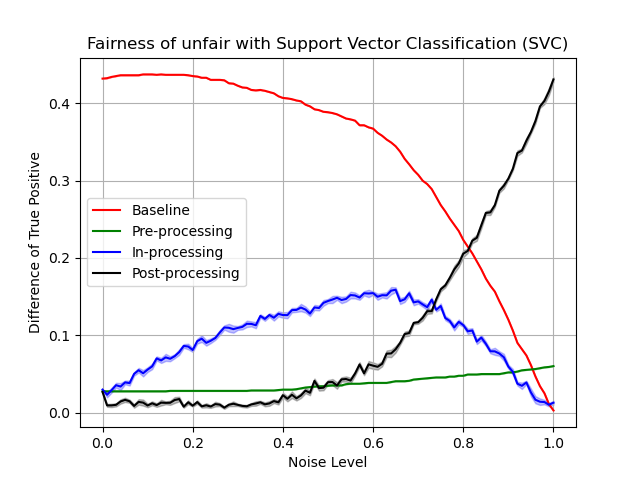 Fairness of unfair with Support Vector Classification (SVC)
Difference of True Positive
0.4
0.3
0.2
0.1
0.0
Baseline
Pre-processing
In-processing
Post-processing
0.0 0.2 0.4 0.6 0.8 1.0
Noise Level